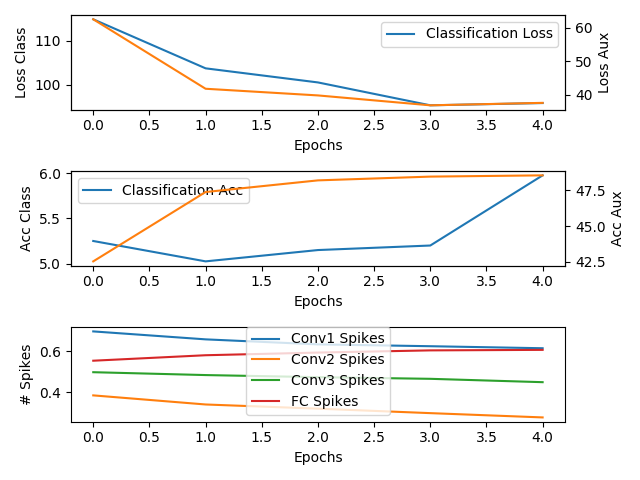 Classification Loss
110
100
Loss Class
60
50
40
Loss Aux
0.0 0.5 1.0 1.5 2.0 2.5 3.0 3.5 4.0
Epochs
Classification Acc
6.0
5.5
5.0
Acc Class
47.5
45.0
42.5
Acc Aux
0.0 0.5 1.0 1.5 2.0 2.5 3.0 3.5 4.0
Epochs
Conv1 Spikes
Conv2 Spikes
Conv3 Spikes
FC Spikes
0.6
0.4
# Spikes
0.0 0.5 1.0 1.5 2.0 2.5 3.0 3.5 4.0
Epochs